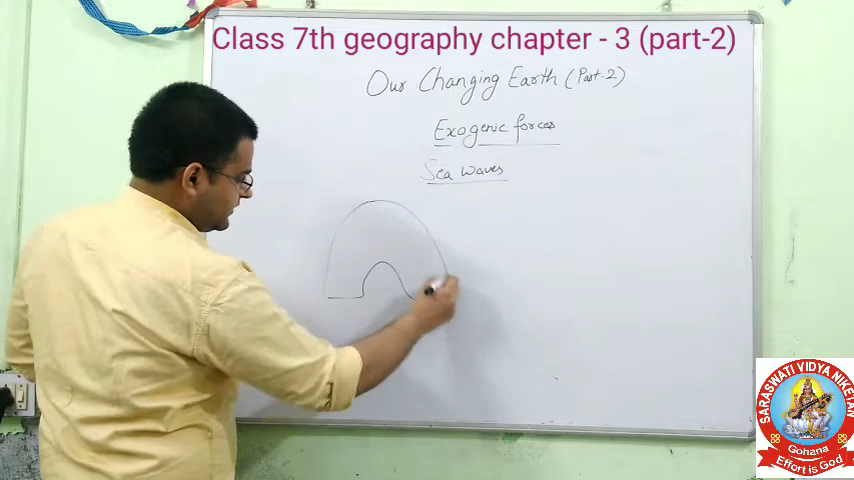 Class 7th geography chapter - 3 (part-2)
Our Changing Earth (Part-2)
Exogenic forces
Sea waves
SARASWATI VIDYA NIKETAN
Gohana
Effort is God